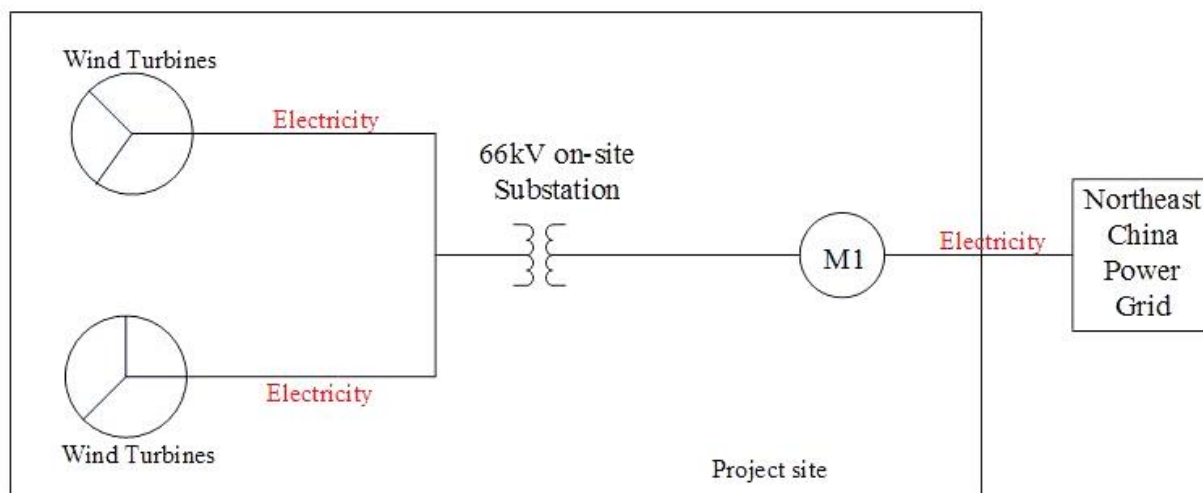 Wind Turbines
Electricity
66kV on-site
Substation
M1
Electricity
Northeast
China
Power
Grid
Electricity
Wind Turbines
Project site